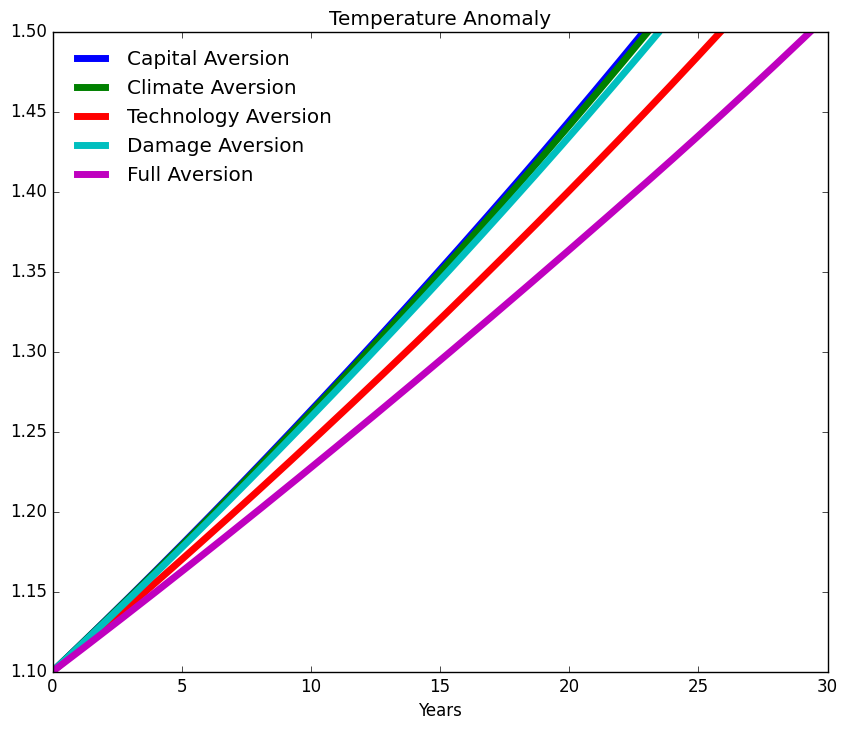 Temperature Anomaly
1.50
1.45
1.40
1.35
1.30
1.25
1.20
1.15
1.10
Capital Aversion
Climate Aversion
Technology Aversion
Damage Aversion
Full Aversion
0 5 10 15 20 25 30
Years